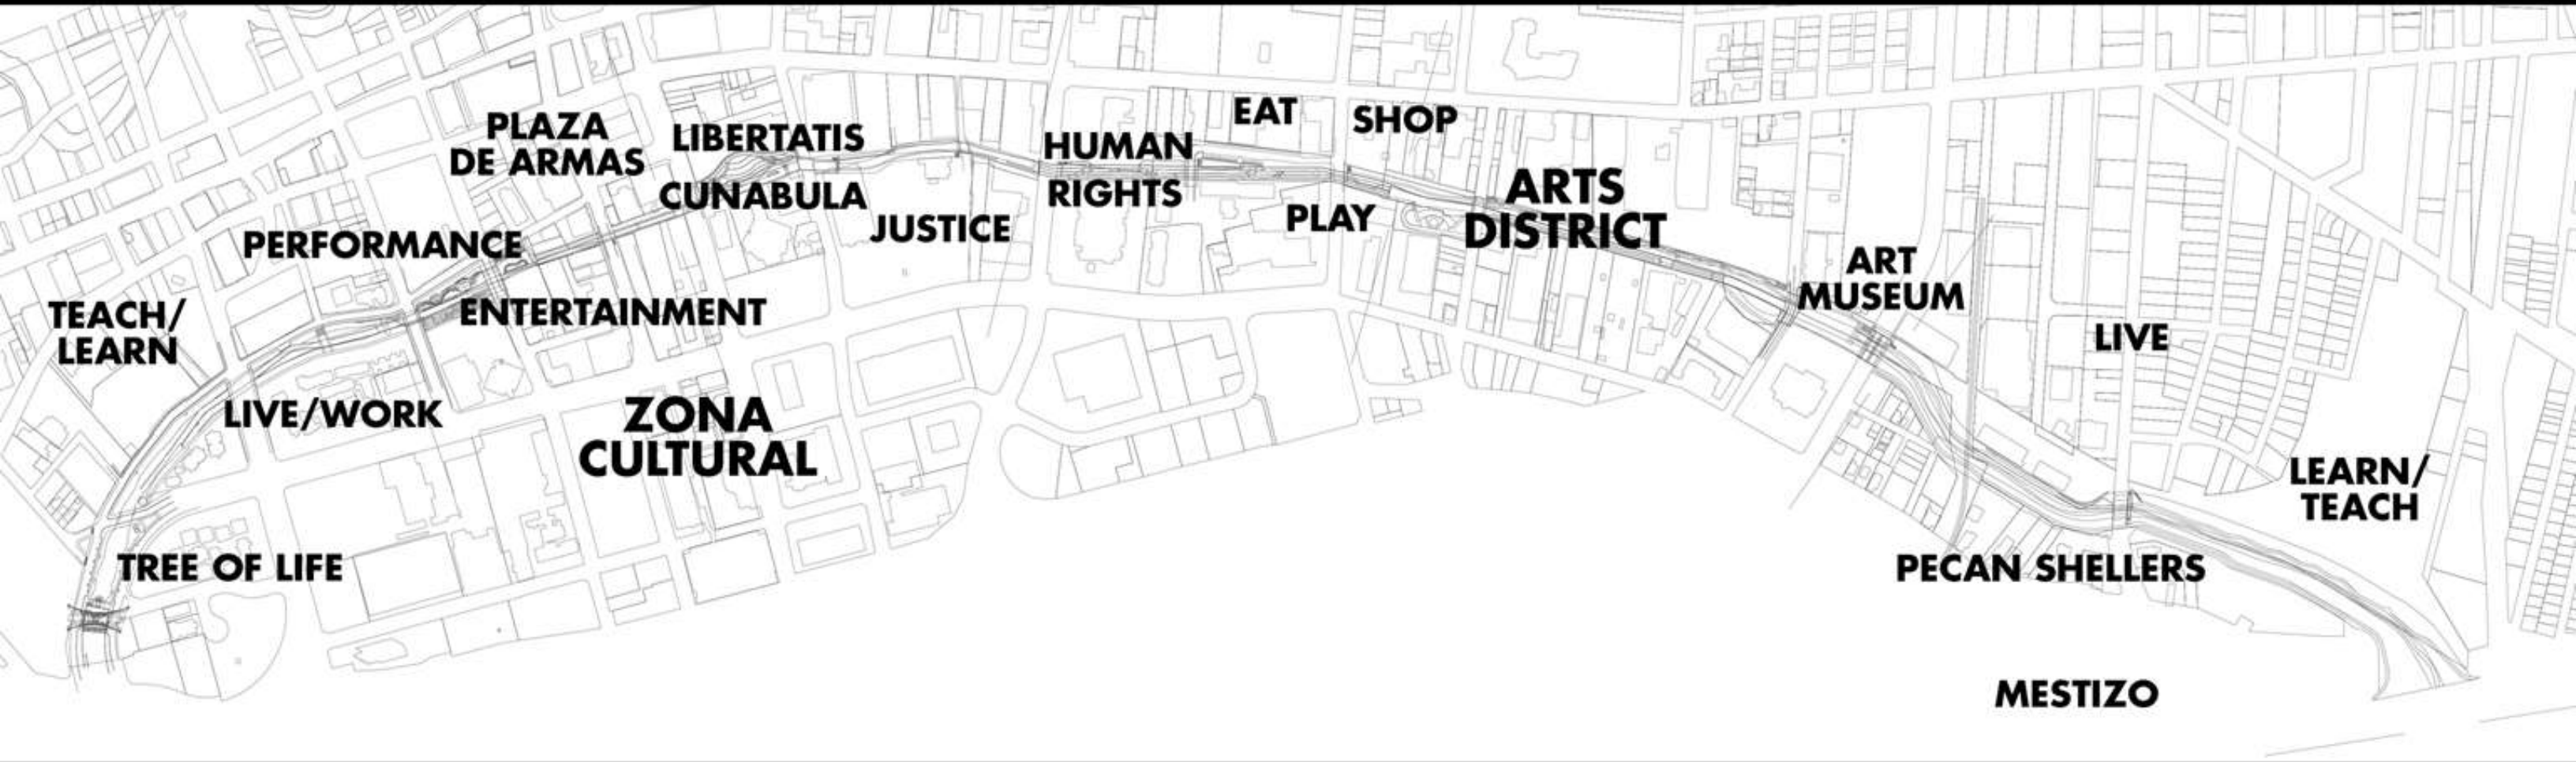 TEACH/
LEARN
TREE OF LIFE
LIVE/WORK
PERFORMANCE
PLAZA
DE ARMAS
ENTERTAINMENT
ZONA
CULTURAL
LIBERTATIS
CUNABULA
JUSTICE
HUMAN
RIGHTS
EAT
SHOP
PLAY
ARTS
DISTRICT
ART
MUSEUM
LIVE
LEARN/
TEACH
PECAN SHELLERS
MESTIZO